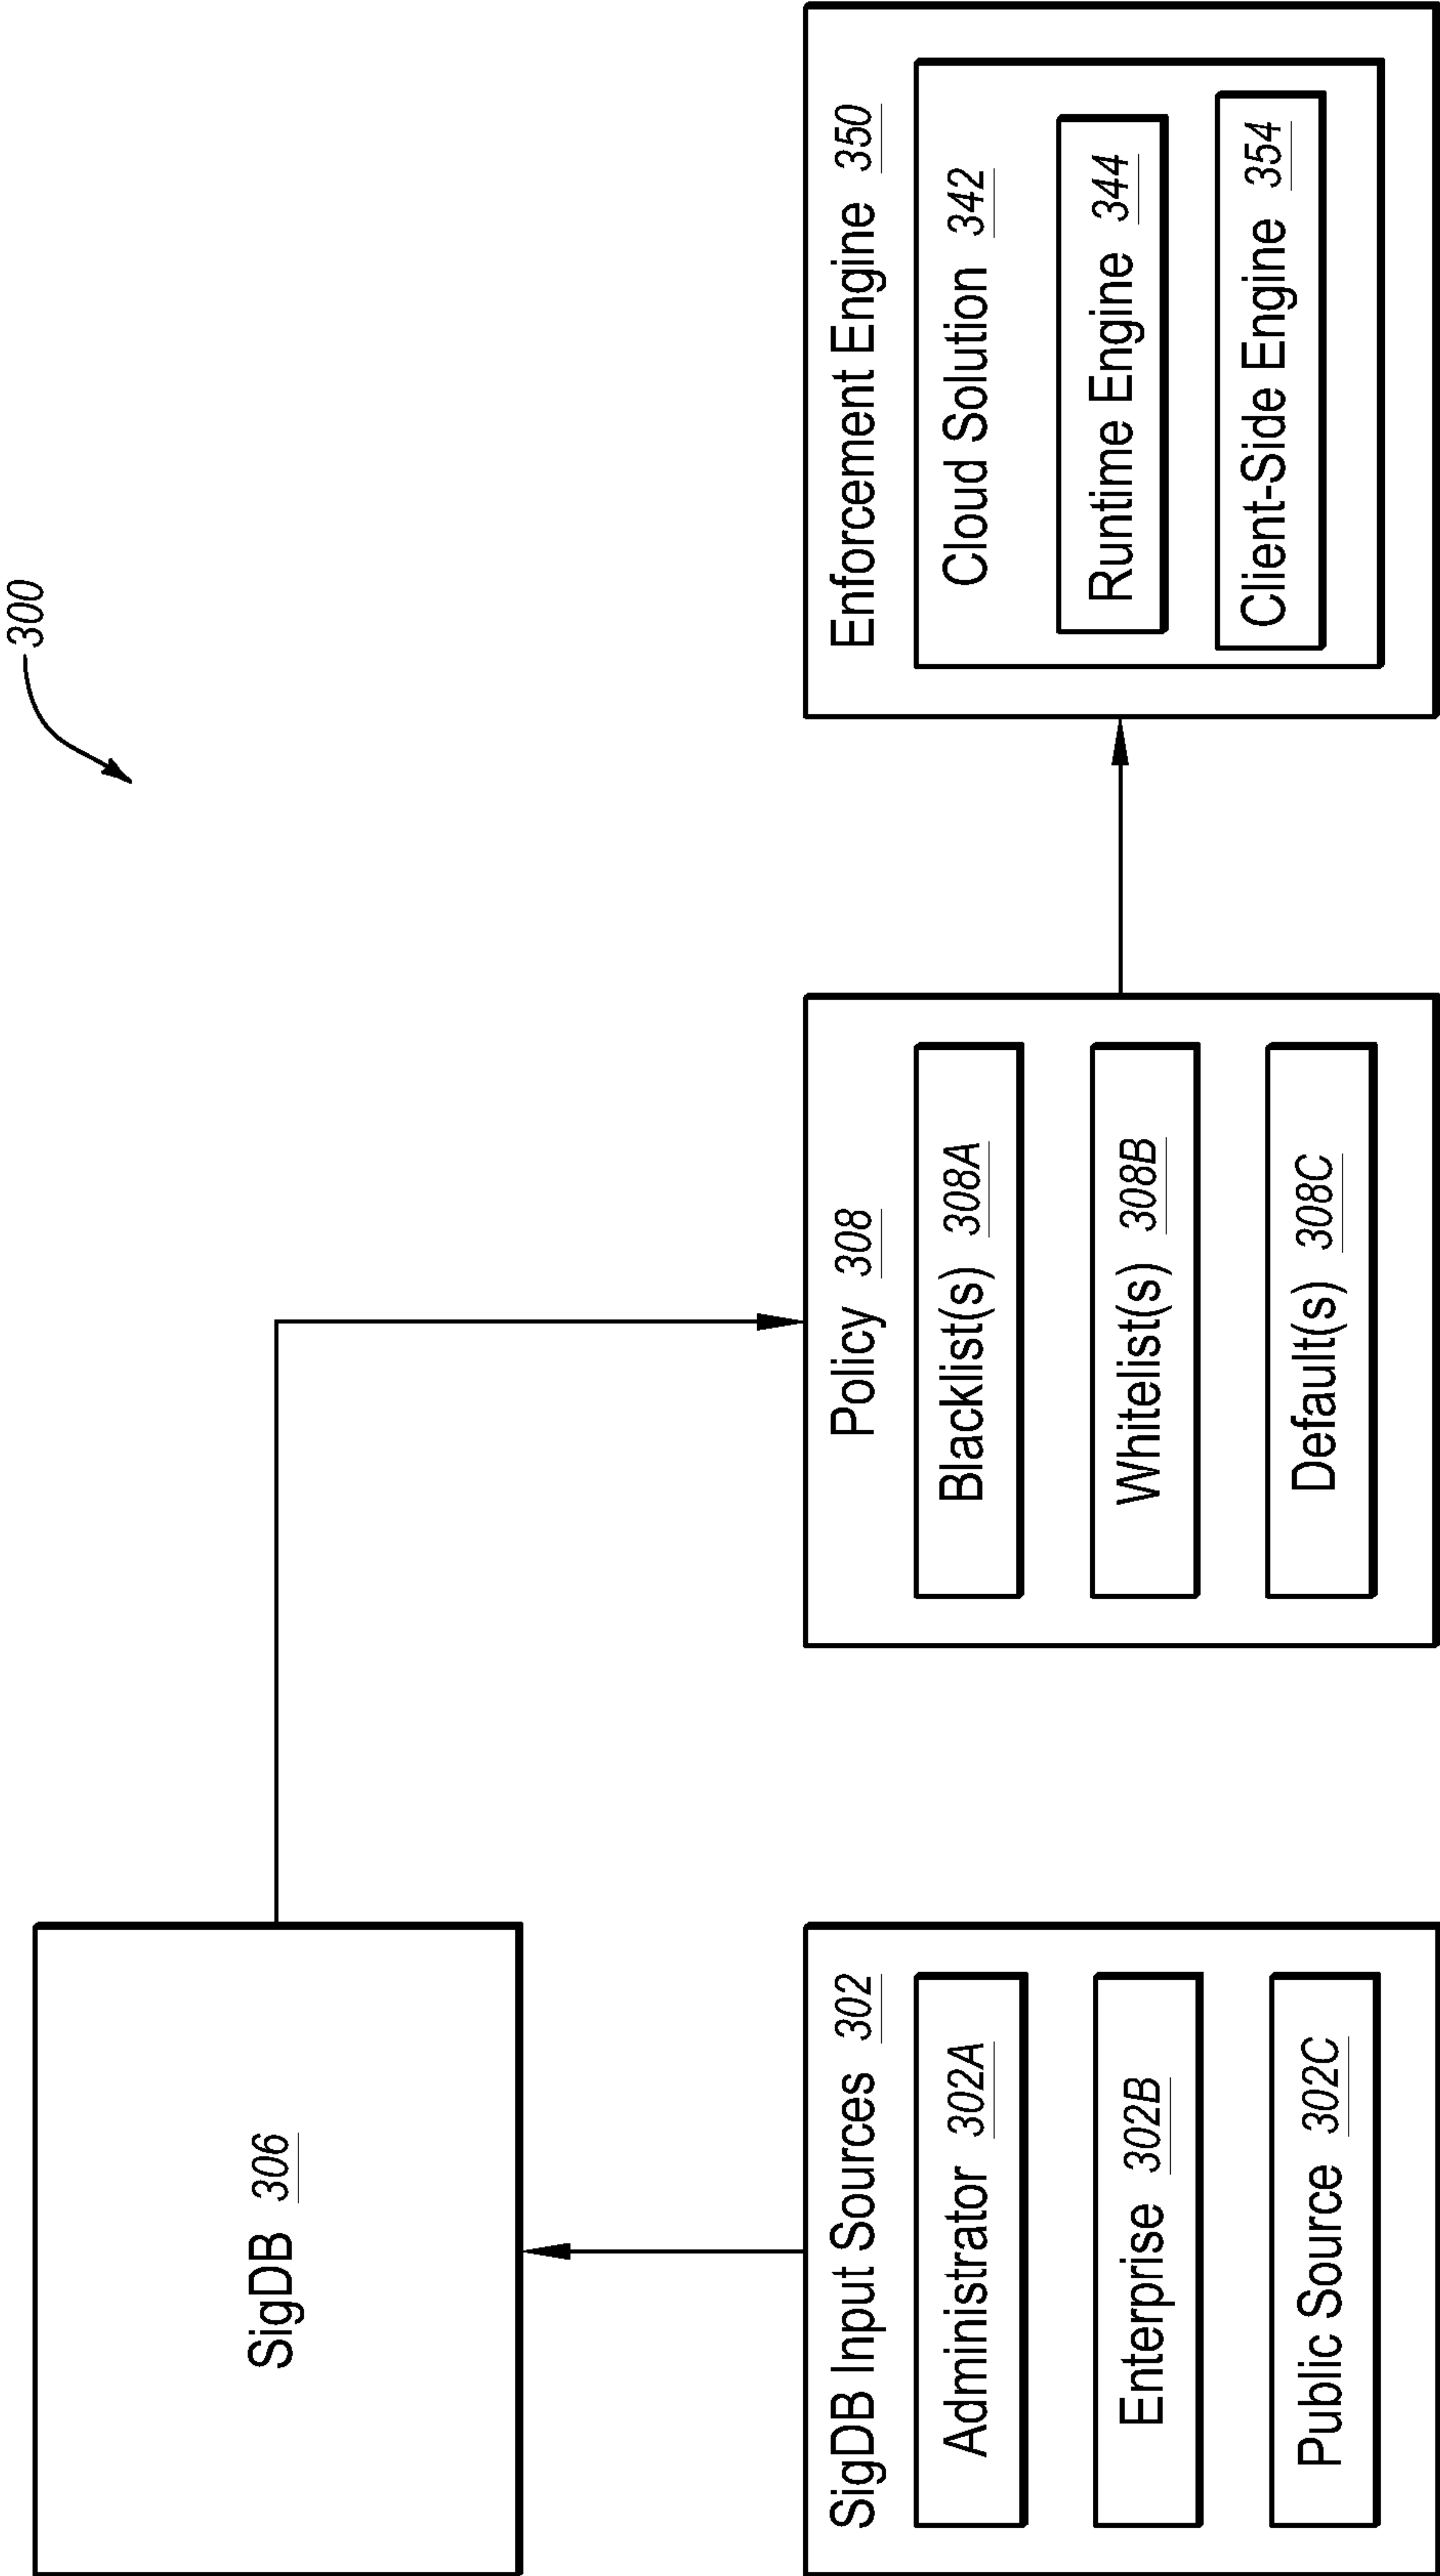 300
SigDB 306
SigDB Input Sources 302
Administrator 302A
Enterprise 302B
Public Source 302C
Policy 308
Blacklist(s) 308A
Whitelist(s) 308B
Default(s) 308C
Enforcement Engine 350
Cloud Solution 342
Runtime Engine 344
Client-Side Engine 354